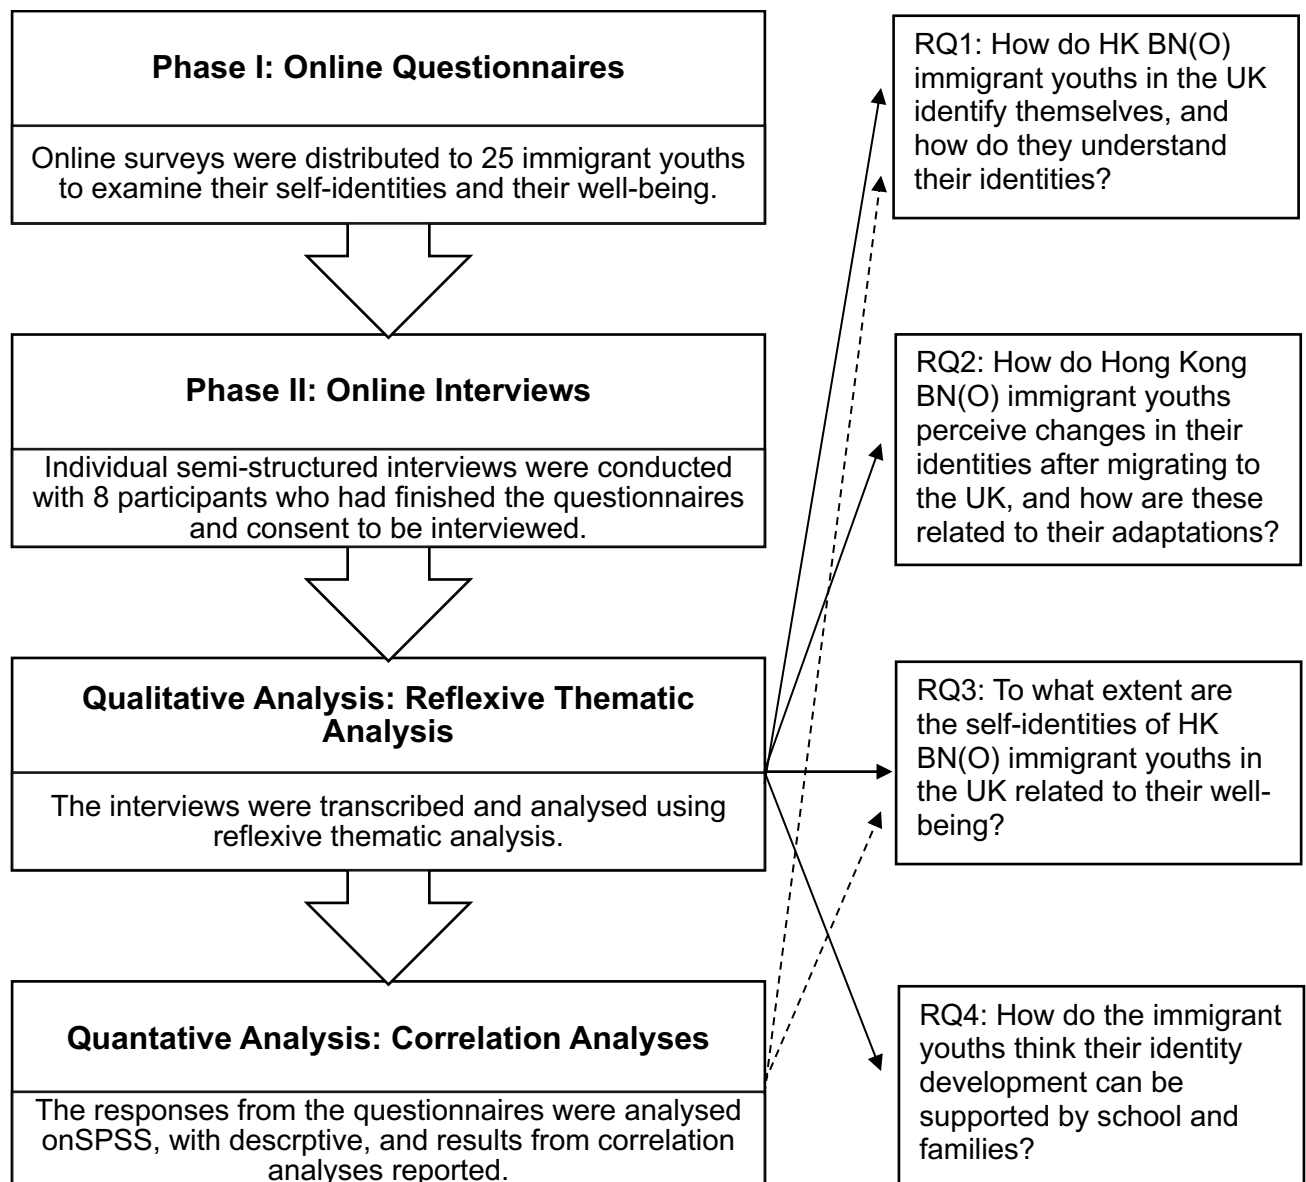 Phase I: Online Questionnaires
Online surveys were distributed to 25 immigrant youths
to examine their self-identities and their well-being.
Phase II: Online Interviews
Individual semi-structured interviews were conducted
with 8 participants who had finished the questionnaires
and consent to be interviewed.
Qualitative Analysis: Reflexive Thematic
Analysis
The interviews were transcribed and analysed using
reflexive thematic analysis.
Quantative Analysis: Correlation Analyses
The responses from the questionnaires were analysed
onSPSS, with descrptive, and results from correlation
analyses reported.
RQ1: How do HK BN(O)
immigrant youths in the UK
identify themselves, and
how do they understand
their identities?
RQ2: How do Hong Kong
BN(O) immigrant youths
perceive changes in their
identities after migrating to
the UK, and how are these
related to their adaptations?
RQ3: To what extent are
the self-identities of HK
BN(O) immigrant youths in
the UK related to their well-
being?
RQ4: How do the immigrant
youths think their identity
development can be
supported by school and
families?